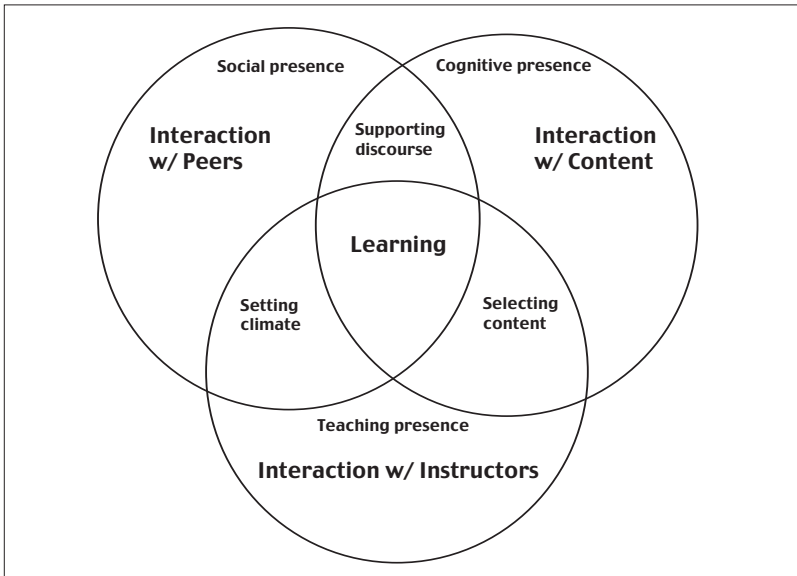 Social presence
Cognitive presence
Interaction
w/ Peers
Supporting
discourse
Interaction
w/ Content
Learning
Setting
climate
Selecting
content
Teaching presence
Interaction w/ Instructors